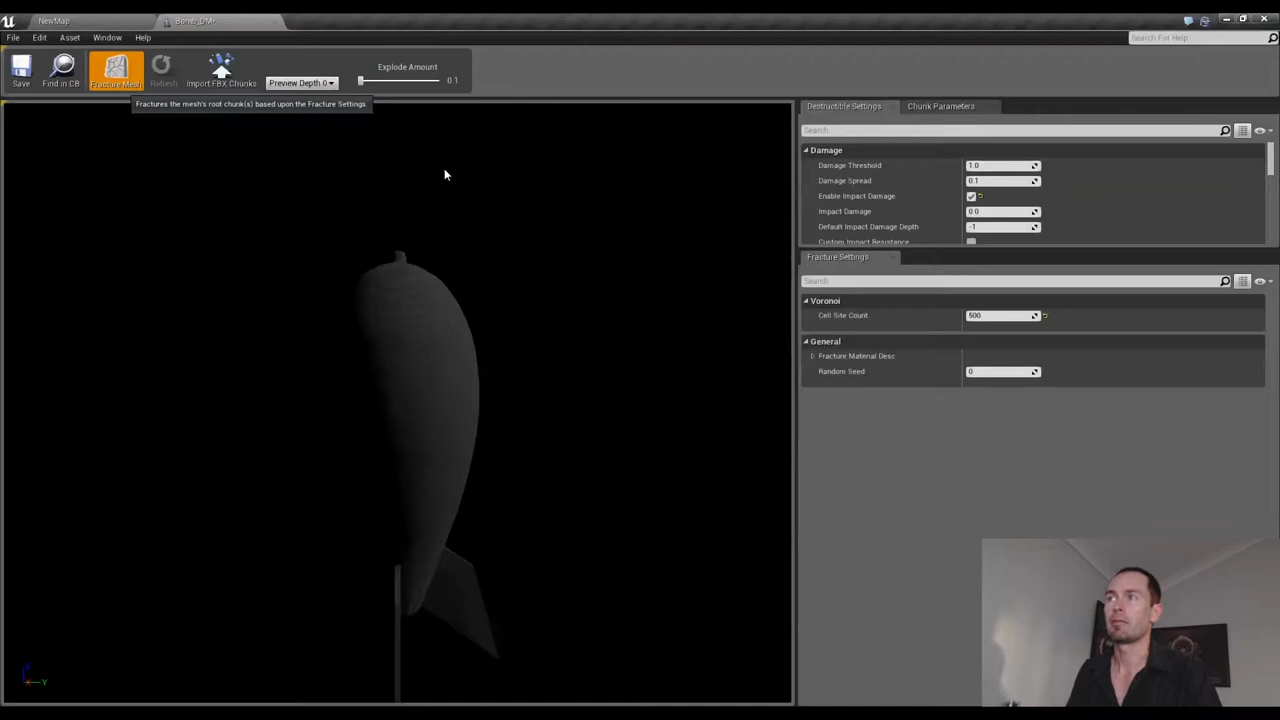 NewMap
Bomb_DM*
File Edit Asset Window Help
Search For Help
Save
Find in CB
Fracture Mesh
Refresh
Import FBX Chunks
Preview Depth 0
Explode Amount
0.1
Fractures the mesh's root chunk(s) based upon the Fracture Settings.
Destructible Settings
Chunk Parameters
Search
Damage
Damage Threshold 1.0
Damage Spread 0.1
Enable Impact Damage
Impact Damage 0.0
Default Impact Damage Depth -1
Custom Impact Resistance
Fracture Settings
Search
Voronoi
Cell Site Count 500
General
Fracture Material Desc
Random Seed 0
Y